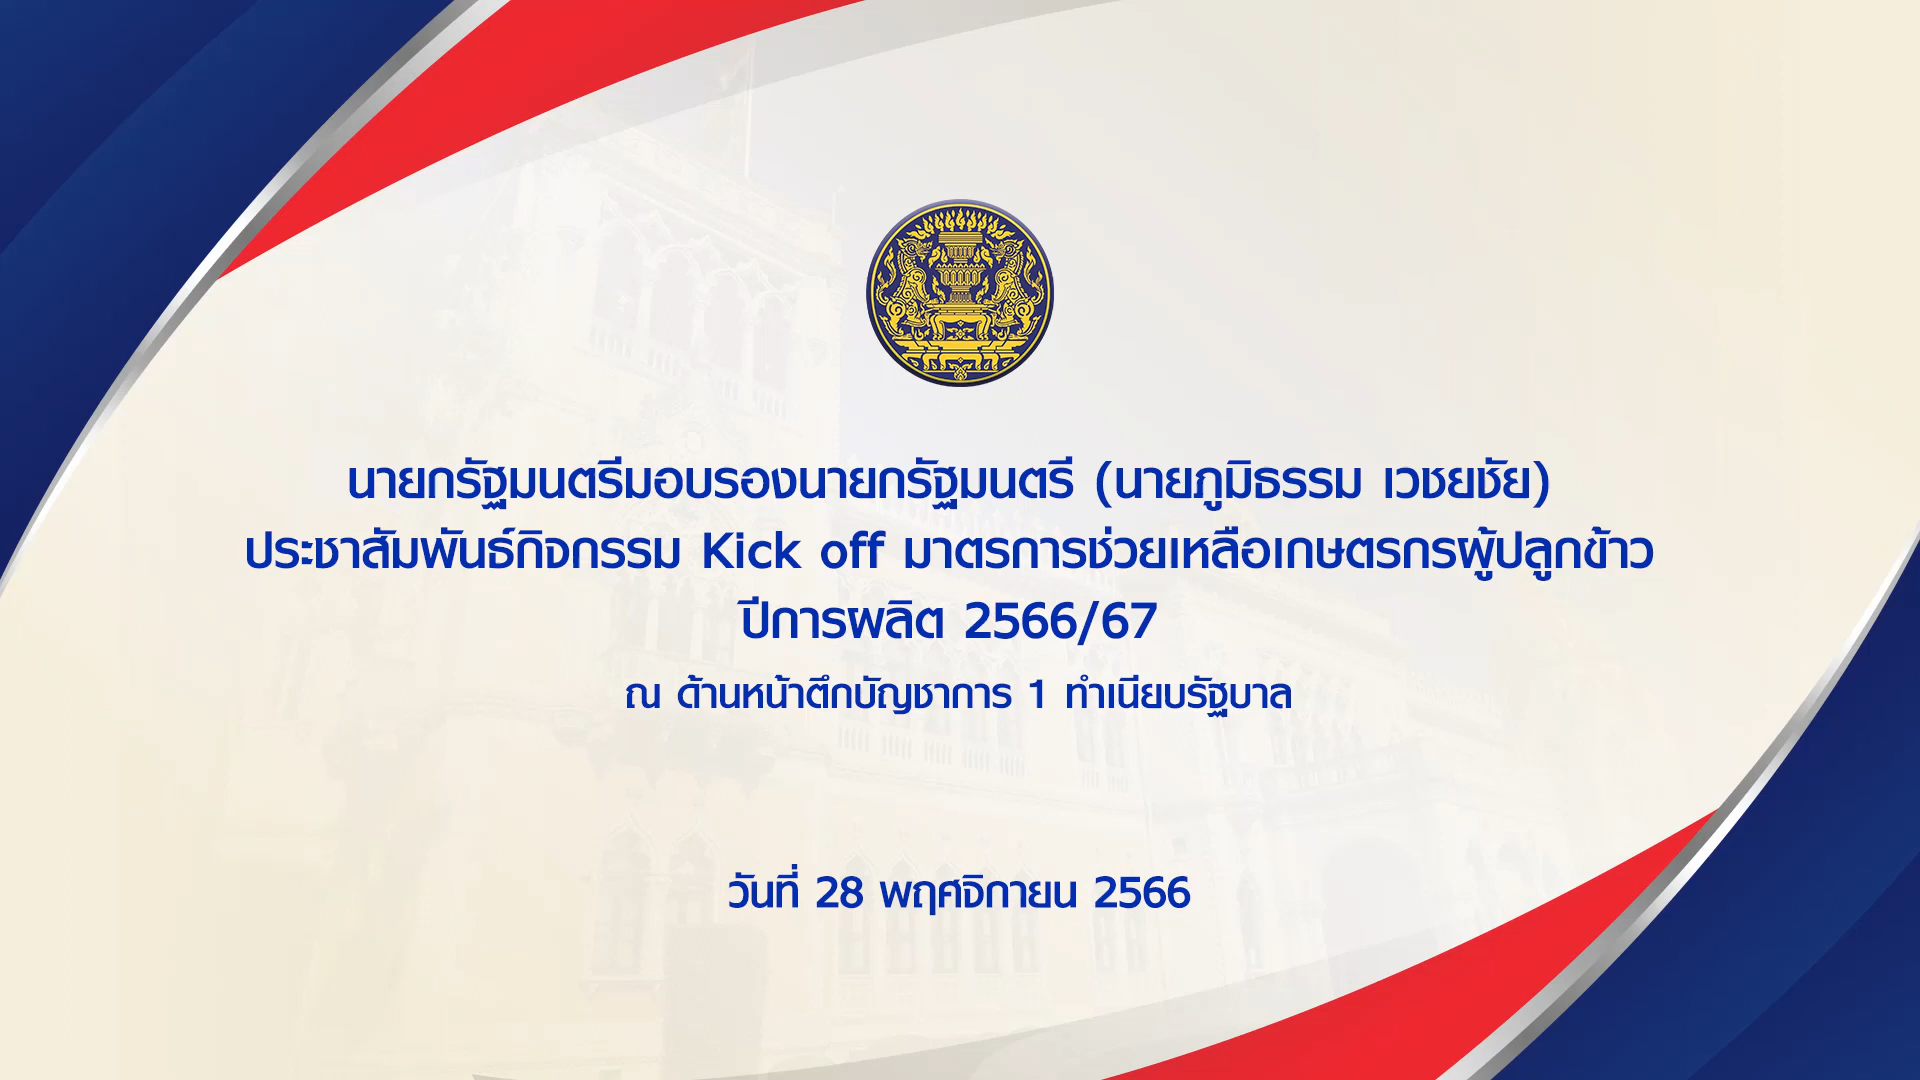 นายกรัฐมนตรีมอบรองนายกรัฐมนตรี (นายภูมิธรรม เวชยชัย)
ประชาสัมพันธ์กิจกรรม Kick off มาตรการช่วยเหลือเกษตรกรผู้ปลูกข้าว
ปีการผลิต 2566/67
ณ ด้านหน้าตึกบัญชาการ 1 ทำเนียบรัฐบาล
วันที่ 28 พฤศจิกายน 2566